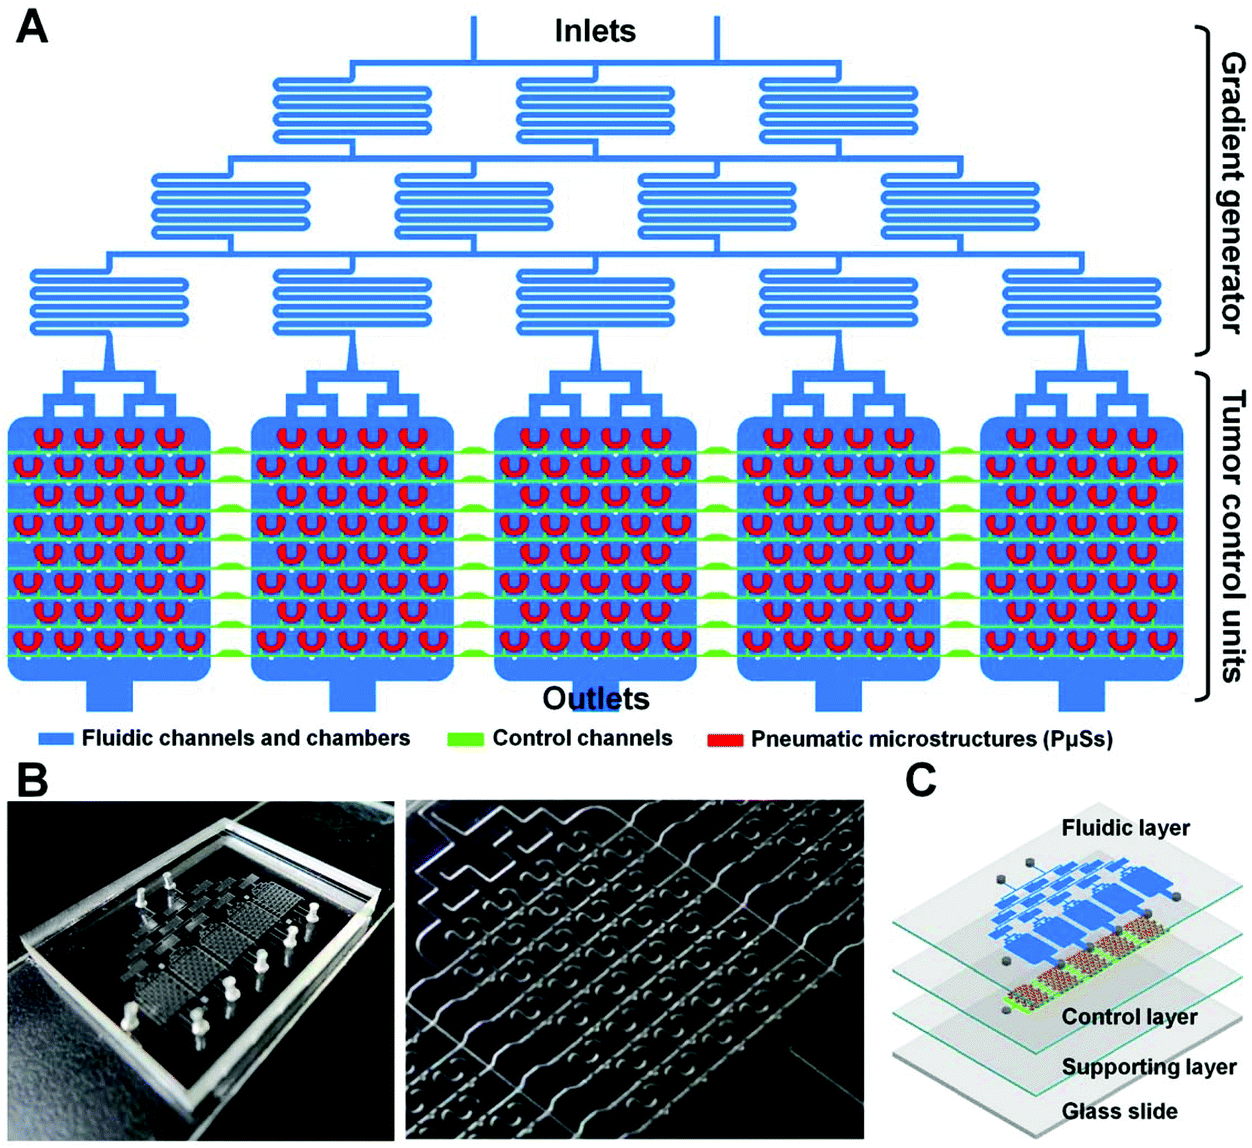 A
Inlets
Gradient generator
Tumor control units
Outlets
Fluidic channels and chambers
Control channels
Pneumatic microstructures (PµSs)
B
C
Fluidic layer
Control layer
Supporting layer
Glass slide